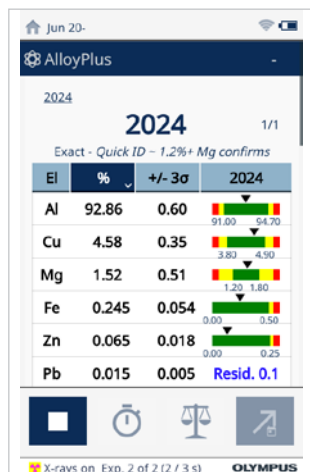 Jun 20-
AlloyPlus -
2024
2024 1/1
Exact - Quick ID ~ 1.2%+ Mg confirms
El % +/- 3σ 2024
Al 92.86 0.60
91.00 94.70
Cu 4.58 0.35
3.80 4.90
Mg 1.52 0.51
1.20 1.80
Fe 0.245 0.054
0.00 0.50
Zn 0.065 0.018
0.00 0.25
Pb 0.015 0.005 Resid. 0.1
X-rays on Exp. 2 of 2 (2 / 3 s) OLYMPUS